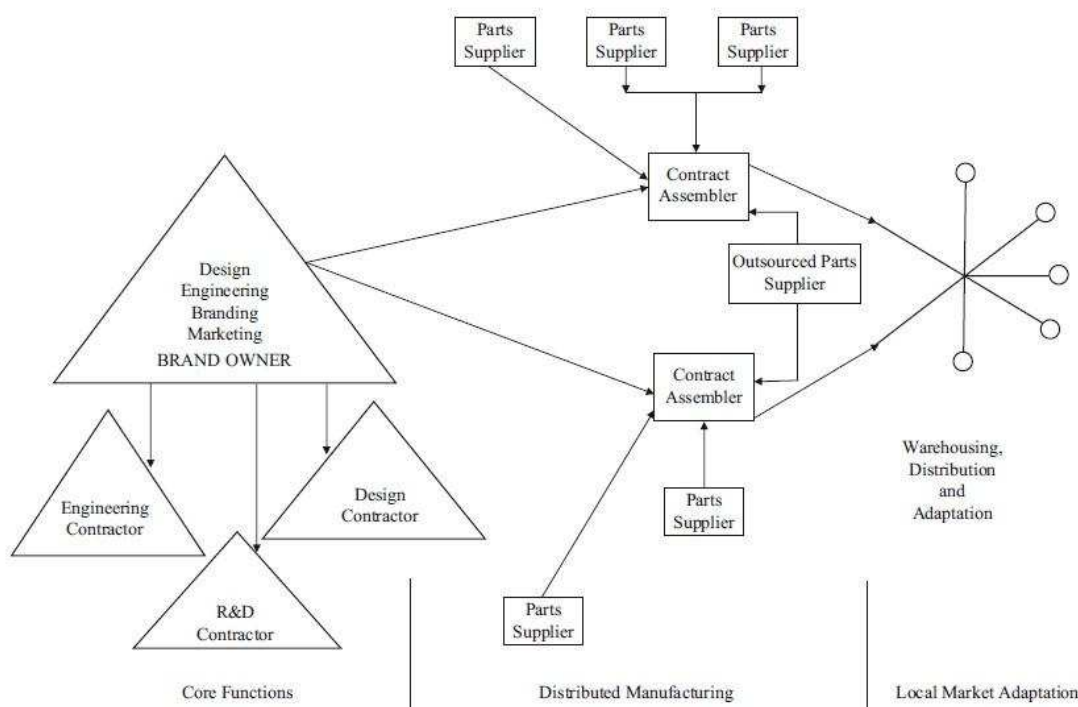 Parts
Supplier
Parts
Supplier
Parts
Supplier
Contract
Assembler
Design
Engineering
Branding
Marketing
BRAND OWNER
Outsourced Parts
Supplier
Contract
Assembler
Engineering
Contractor
Design
Contractor
R&D
Contractor
Parts
Supplier
Parts
Supplier
Warehousing,
Distribution
and
Adaptation
Core Functions
Distributed Manufacturing
Local Market Adaptation